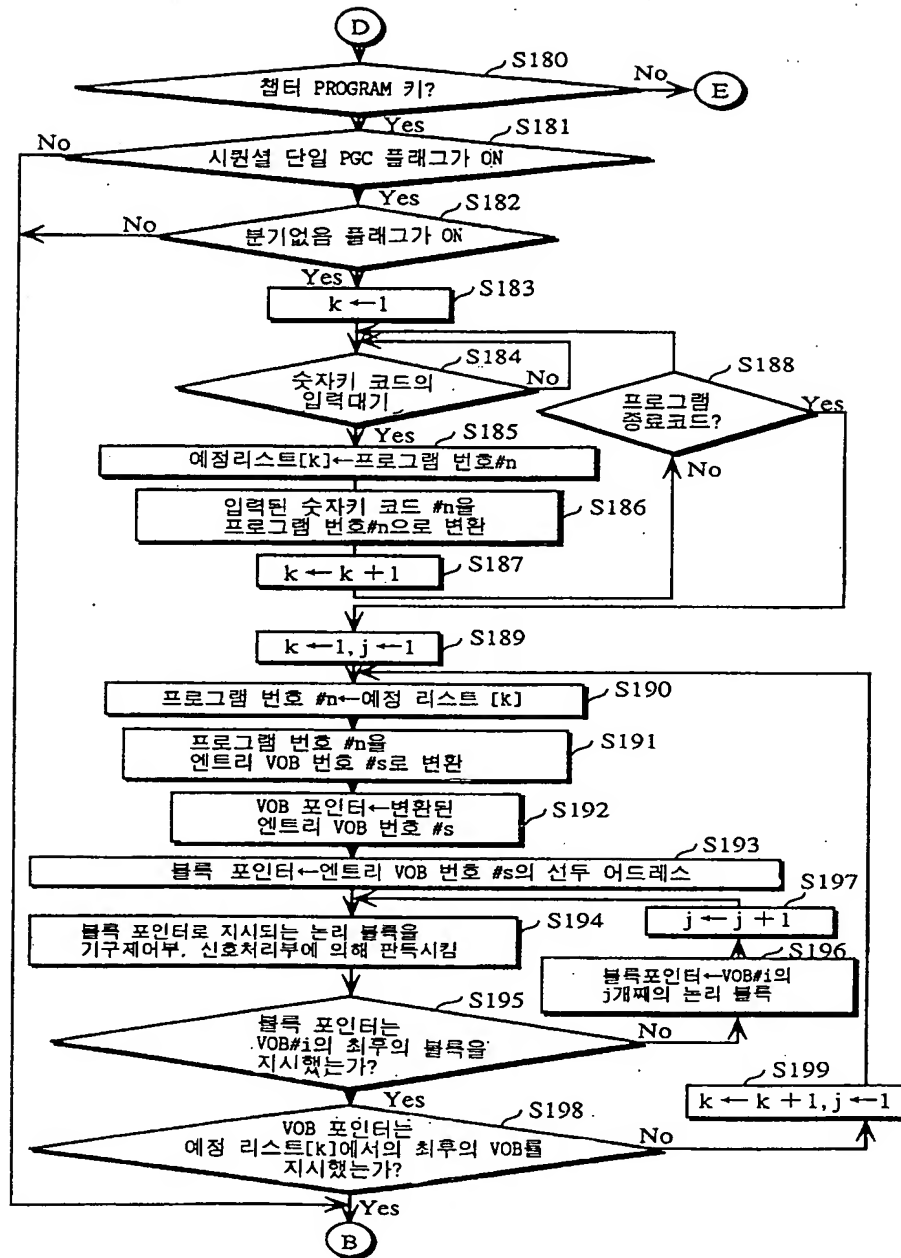 D
S180
챕터 PROGRAM 키?
No
E
Yes
S181
No
시퀀셜 단일 PGC 플래그가 ON
Yes
S182
No
분기없음 플래그가 ON
Yes
S183
k←1
S184
숫자키 코드의
입력대기
No
S188
프로그램
종료코드?
Yes
No
Yes
S185
예정리스트[k]←프로그램 번호#n
입력된 숫자키 코드 #n을
프로그램 번호#n으로 변환
S186
k←k+1
S187
k←1, j←1
S189
프로그램 번호 #n←예정 리스트 [k]
S190
프로그램 번호 #n을
엔트리 VOB 번호 #s로 변환
S191
VOB 포인터←변환된
엔트리 VOB 번호 #s
S192
블록 포인터←엔트리 VOB 번호 #s의 선두 어드레스
S193
S197
j←j+1
블록 포인터로 지시되는 논리 블록을
기구제어부, 신호처리부에 의해 판독시킴
S194
S196
블록포인터←VOB#i의
j개째의 논리 블록
S195
블록 포인터는
VOB#i의 최후의 블록을
지시했는가?
No
Yes
S199
k←k+1, j←1
S198
VOB 포인터는
예정 리스트[k]에서의 최후의 VOB를
지시했는가?
No
Yes
B